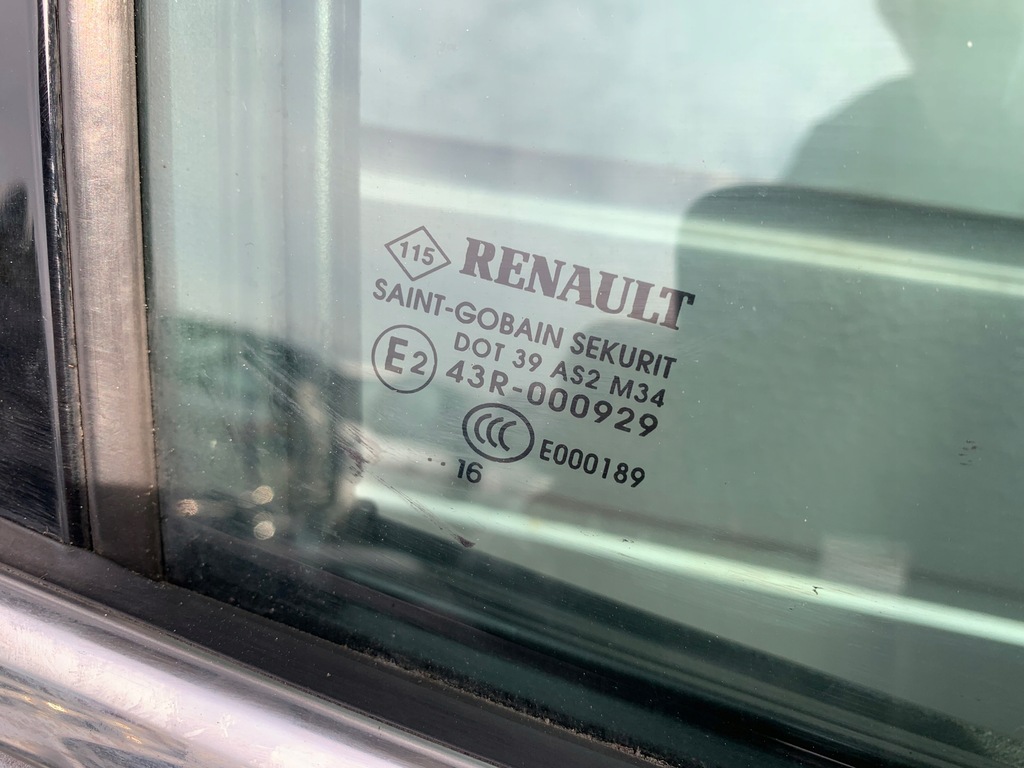 115 RENAULT
SAINT-GOBAIN SEKURIT
DOT 39 AS2 M34
E2 43R-000929
CCC E000189
.. 16